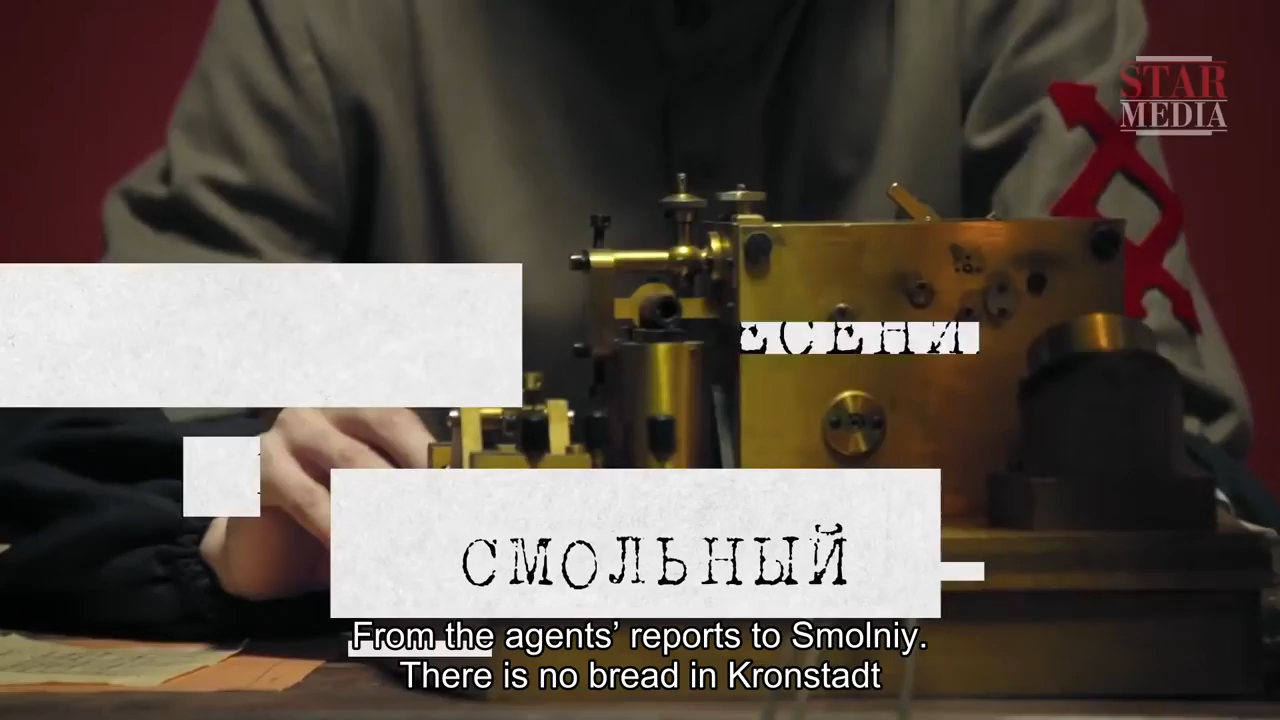 STAR
MEDIA
СМОЛЬНЫЙ
From the agents’ reports to Smolniy.
There is no bread in Kronstadt